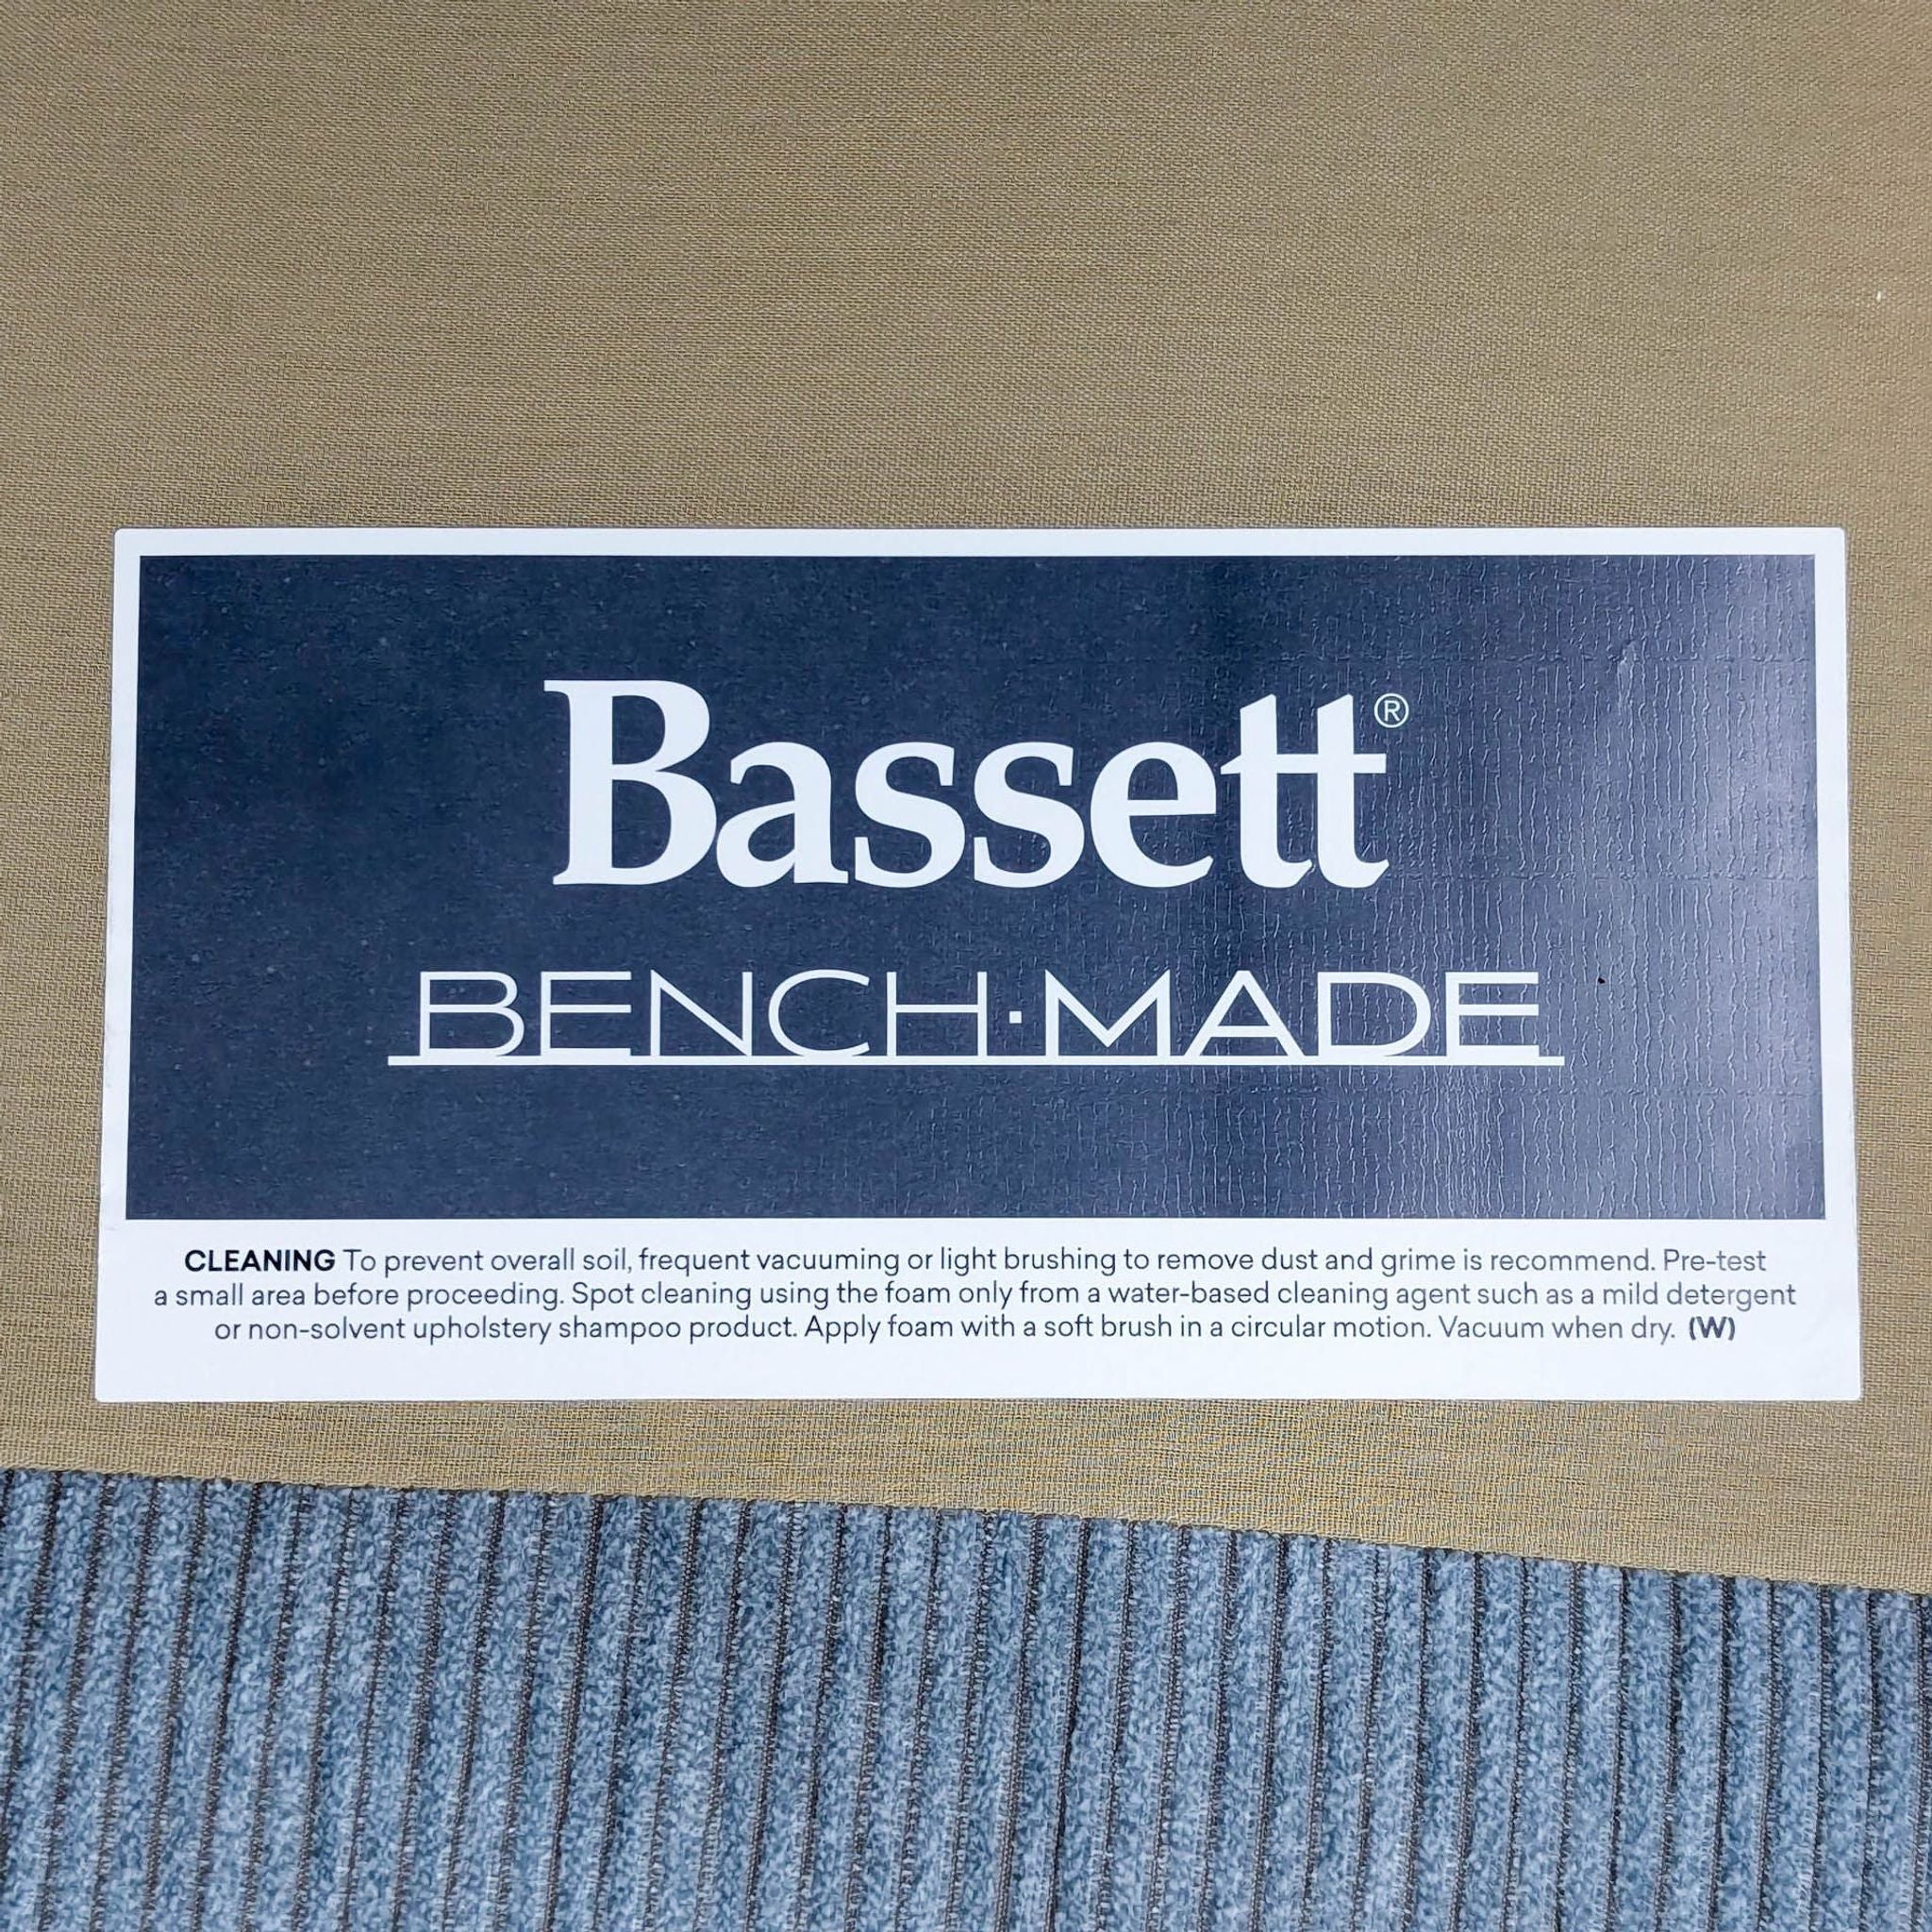 Bassett®
BENCH·MADE
CLEANING To prevent overall soil, frequent vacuuming or light brushing to remove dust and grime is recommend. Pre-test
a small area before proceeding. Spot cleaning using the foam only from a water-based cleaning agent such as a mild detergent
or non-solvent upholstery shampoo product. Apply foam with a soft brush in a circular motion. Vacuum when dry. (W)